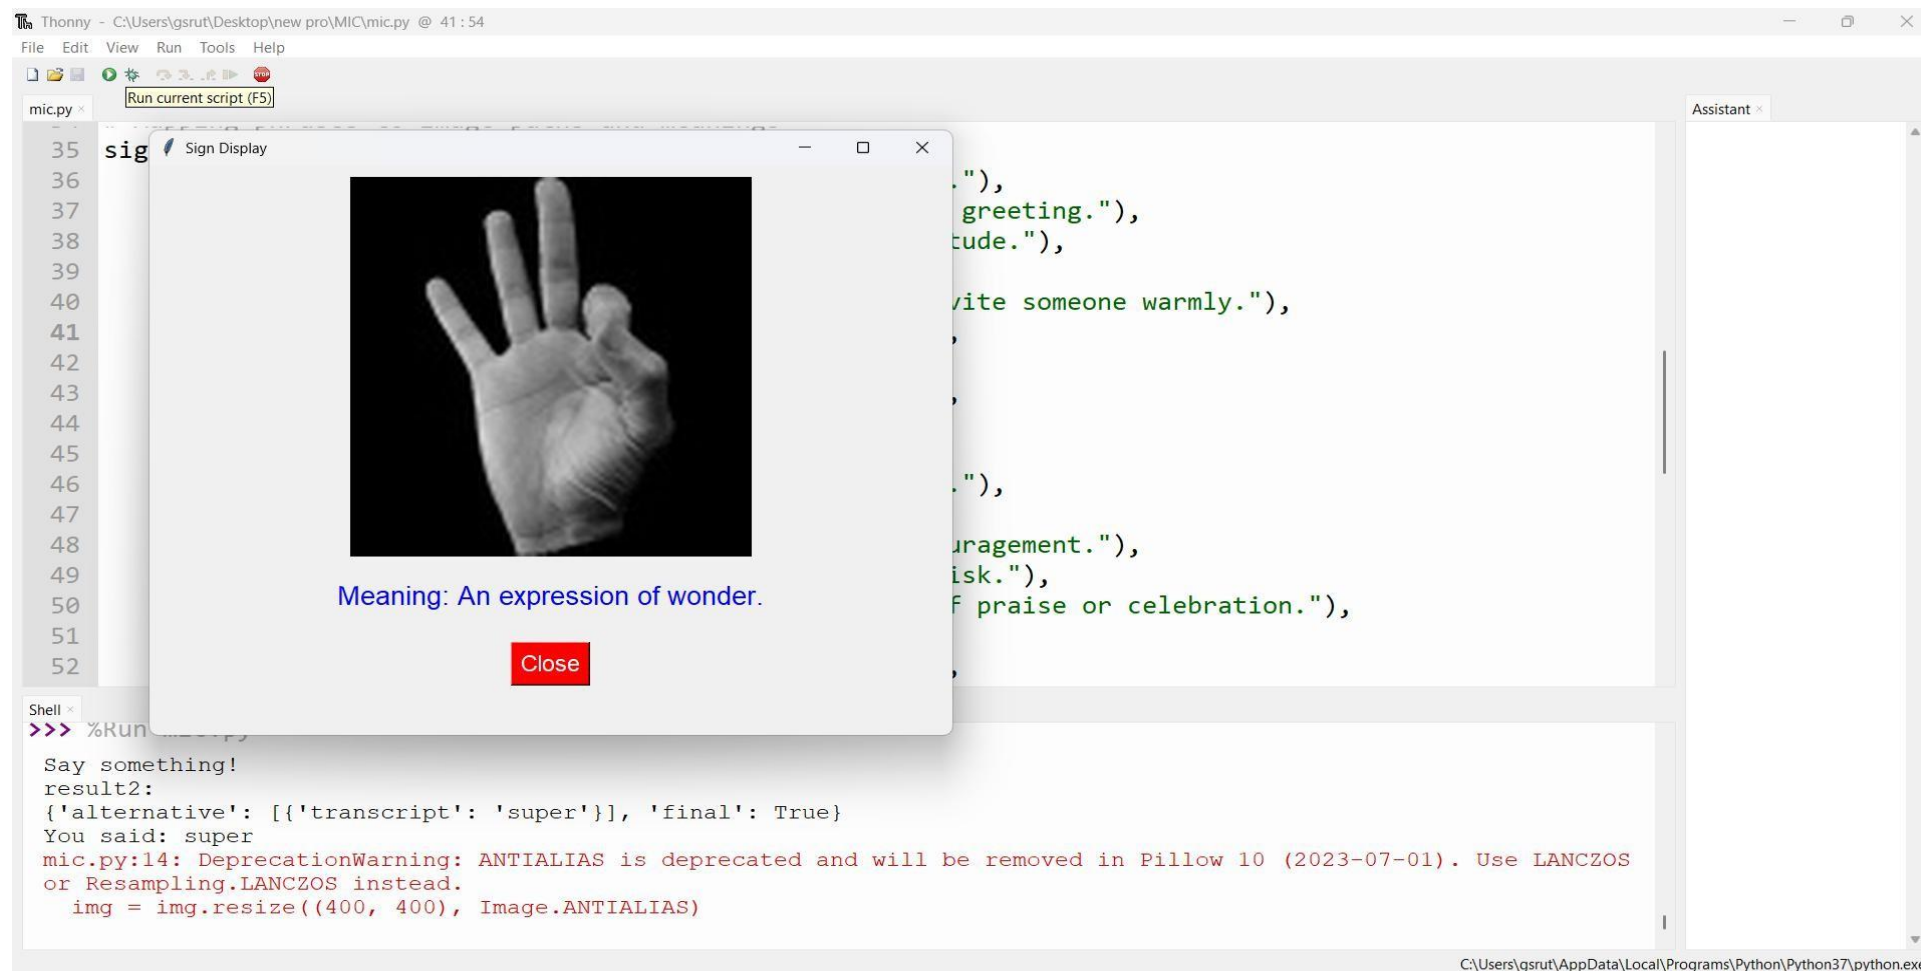 Thonny - C:\Users\gsrut\Desktop\new pro\MIC\mic.py @ 41 : 54
File Edit View Run Tools Help
STOP
Run current script (F5)
mic.py ×
Assistant ×
35 sig
36 ."),
37 greeting."),
38 tude."),
39
40 vite someone warmly."),
41 ,
42
43 ,
44
45
46 ."),
47
48 uragement."),
49 isk."),
50 f praise or celebration."),
51
52 ,
Sign Display
Meaning: An expression of wonder.
Close
Shell ×
>>> %Run mic.py
Say something!
result2:
{'alternative': [{'transcript': 'super'}], 'final': True}
You said: super
mic.py:14: DeprecationWarning: ANTIALIAS is deprecated and will be removed in Pillow 10 (2023-07-01). Use LANCZOS
or Resampling.LANCZOS instead.
img = img.resize((400, 400), Image.ANTIALIAS)
C:\Users\gsrut\AppData\Local\Programs\Python\Python37\python.exe